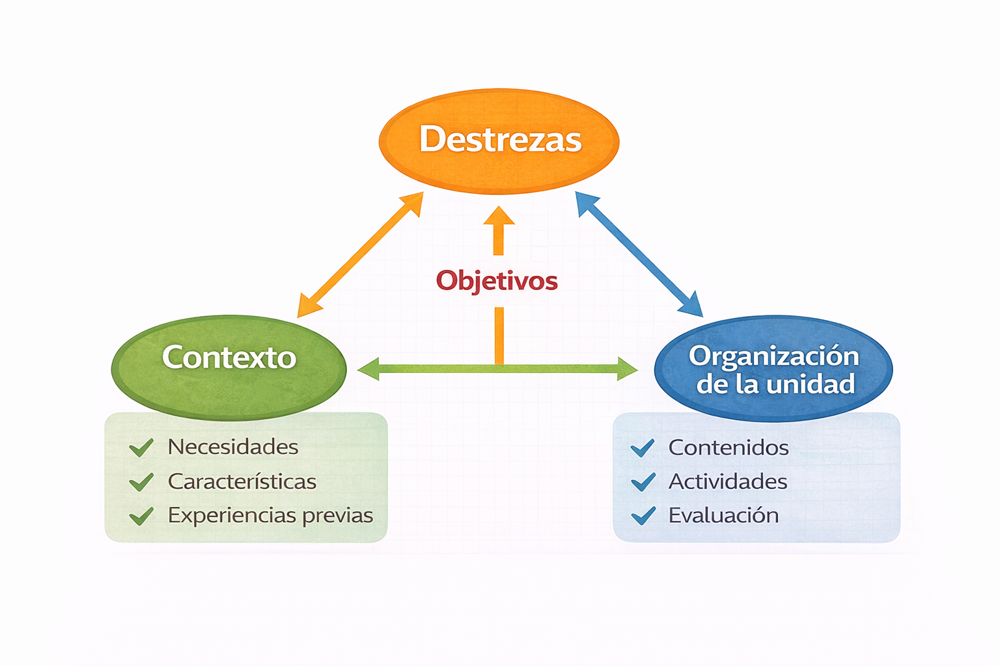 Destrezas
Objetivos
Contexto
Necesidades
Características
Experiencias previas
Organización
de la unidad
Contenidos
Actividades
Evaluación